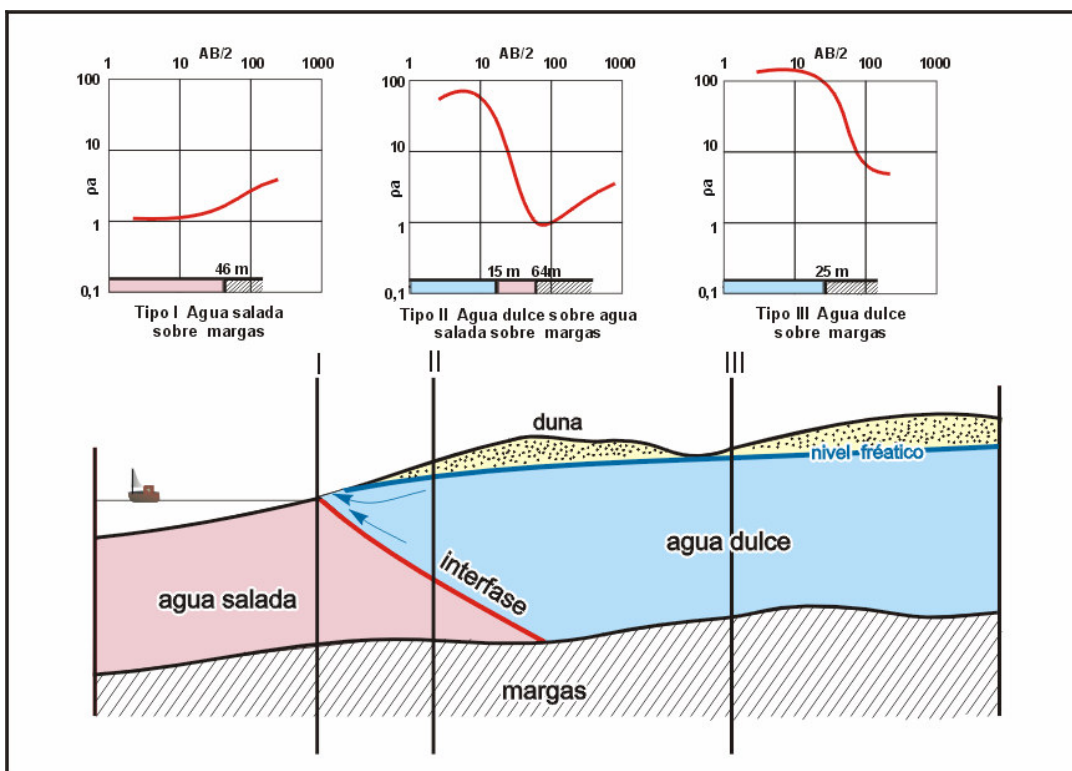 AB/2
1 10 100 1000
100
10
1
0,1
ρa
46 m
Tipo I Agua salada
sobre margas
AB/2
1 10 100 1000
100
10
1
0,1
ρa
15 m 64m
Tipo II Agua dulce sobre agua
salada sobre margas
AB/2
1 10 100 1000
100
10
1
0,1
ρa
25 m
Tipo III Agua dulce
sobre margas
I II III
duna
nivel-fréatico
agua dulce
interfase
agua salada
margas